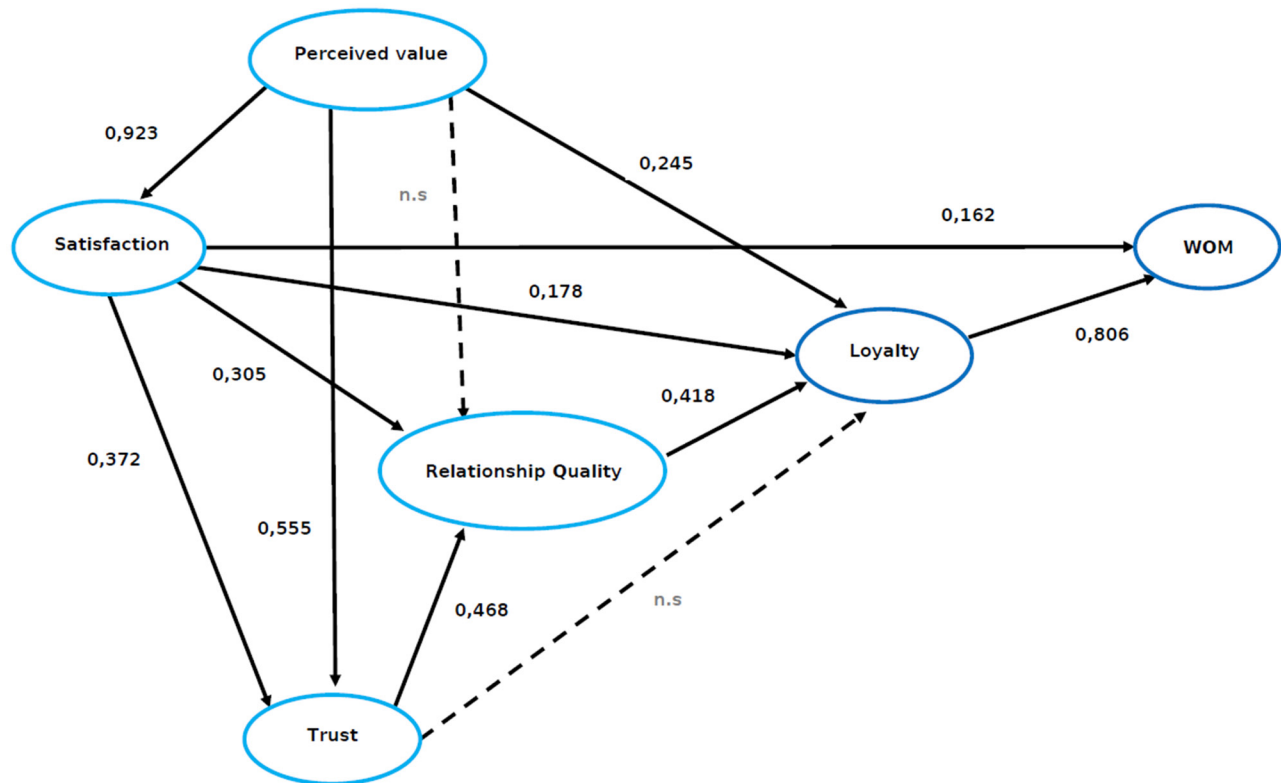 Perceived value
0,923
0,245
n.s
0,162
Satisfaction
WOM
0,178
0,806
Loyalty
0,305
0,418
0,372
Relationship Quality
0,555
n.s
0,468
Trust